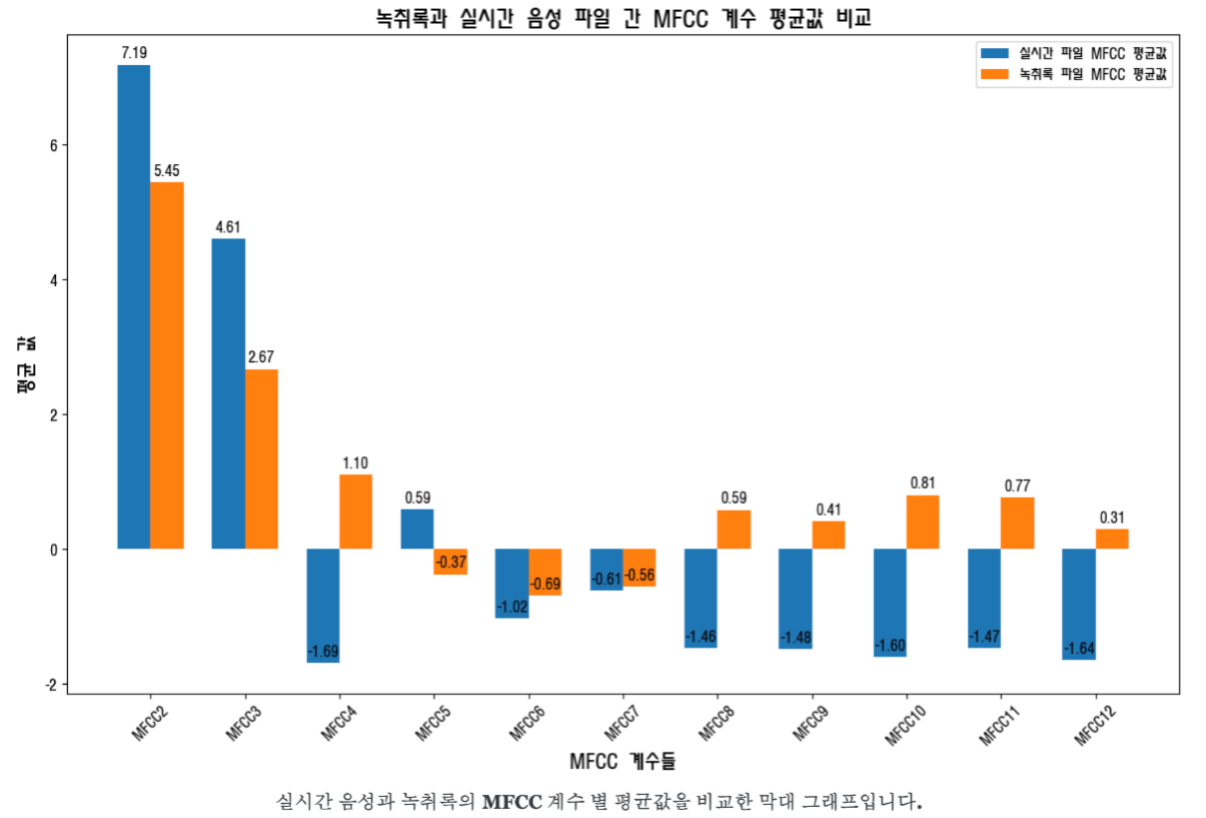 녹취록과 실시간 음성 파일 간 MFCC 계수 평균값 비교
실시간 파일 MFCC 평균값
녹취록 파일 MFCC 평균값
7.19
5.45
4.61
2.67
-1.69
1.10
0.59
-0.37
-1.02
-0.69
-0.61
-0.56
-1.46
0.59
-1.48
0.41
-1.60
0.81
-1.47
0.77
-1.64
0.31
평균 값
6
4
2
0
-2
MFCC2
MFCC3
MFCC4
MFCC5
MFCC6
MFCC7
MFCC8
MFCC9
MFCC10
MFCC11
MFCC12
MFCC 계수들
실시간 음성과 녹취록의 MFCC 계수 별 평균값을 비교한 막대 그래프입니다.